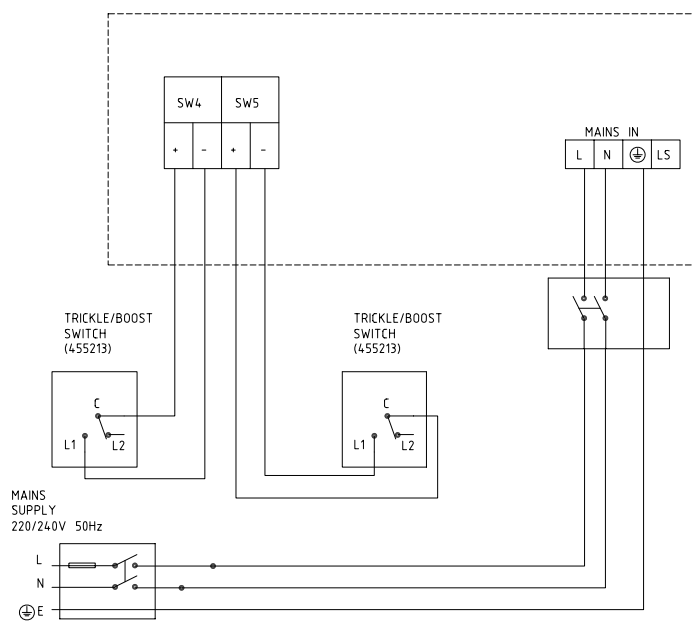 SW4 SW5
+ - + -
MAINS IN
L N LS
TRICKLE/BOOST
SWITCH
(455213)
C
L1 L2
TRICKLE/BOOST
SWITCH
(455213)
C
L1 L2
MAINS
SUPPLY
220/240V 50Hz
L
N
E